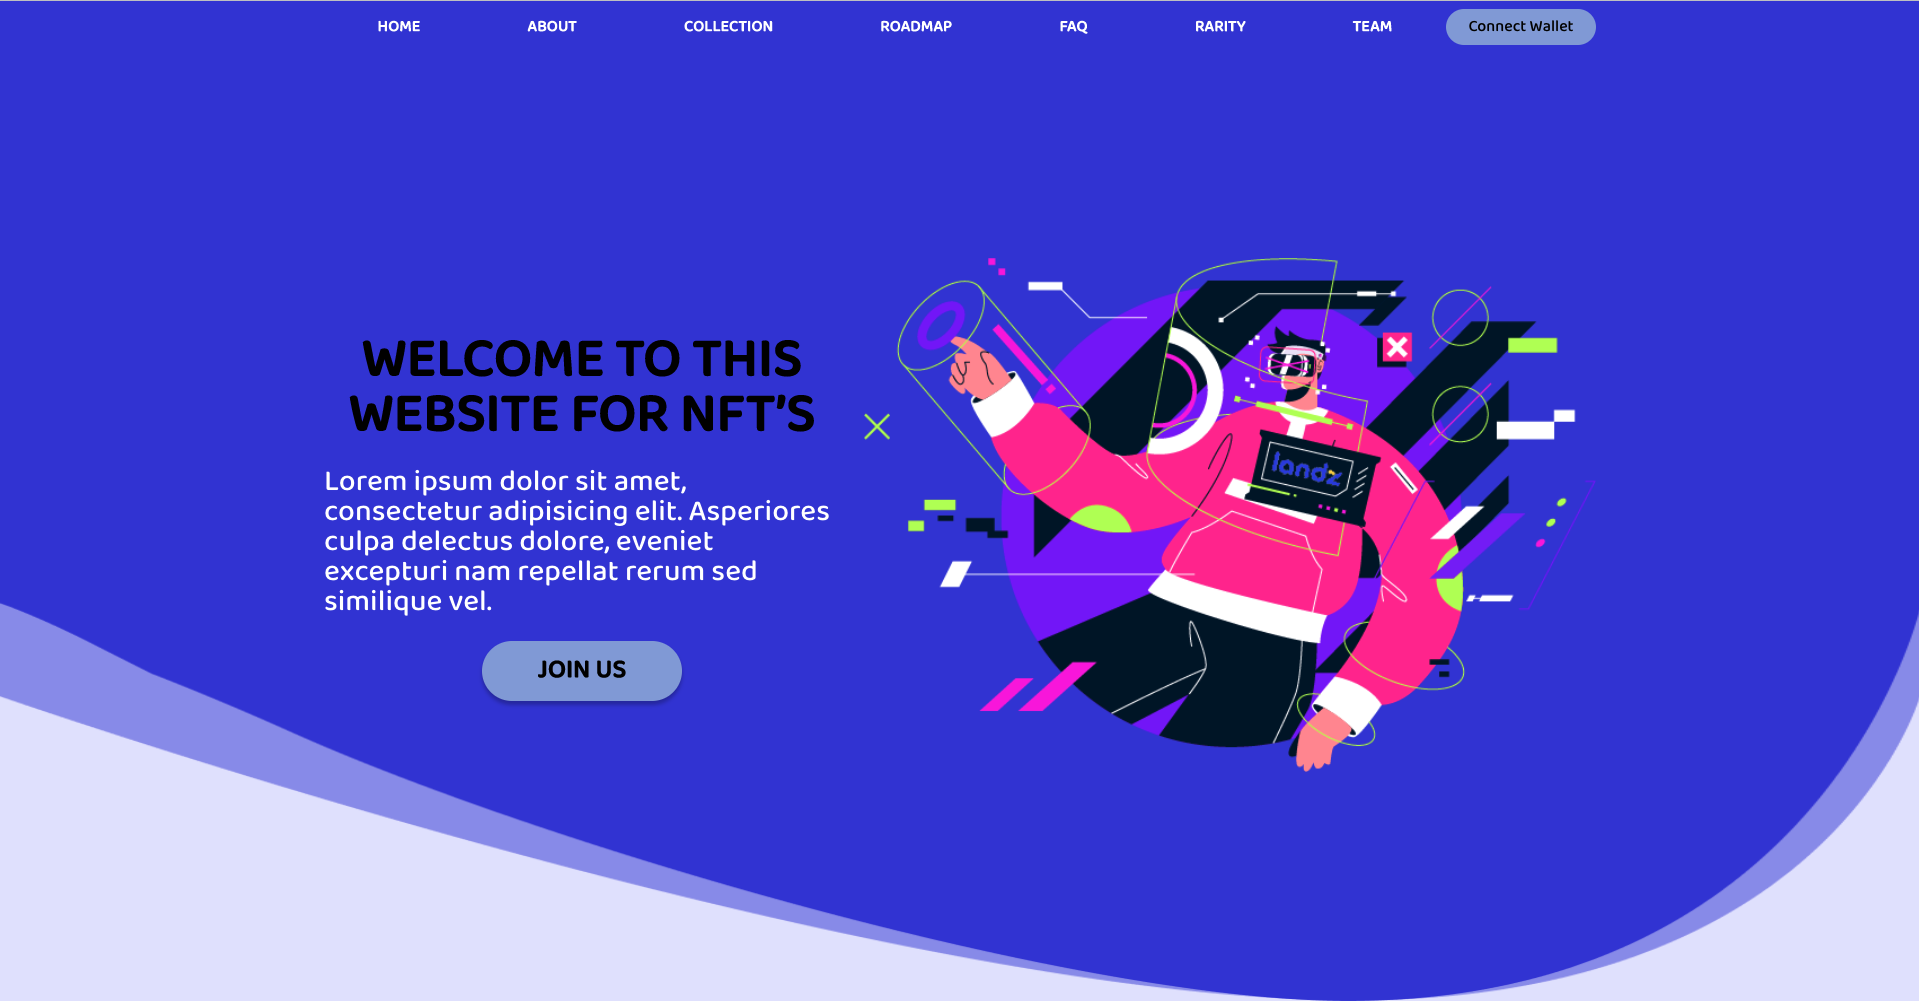 HOME ABOUT COLLECTION ROADMAP FAQ RARITY TEAM Connect Wallet
WELCOME TO THIS
WEBSITE FOR NFT'S
Lorem ipsum dolor sit amet,
consectetur adipisicing elit. Asperiores
culpa delectus dolore, eveniet
excepturi nam repellat rerum sed
similique vel.
JOIN US
landz